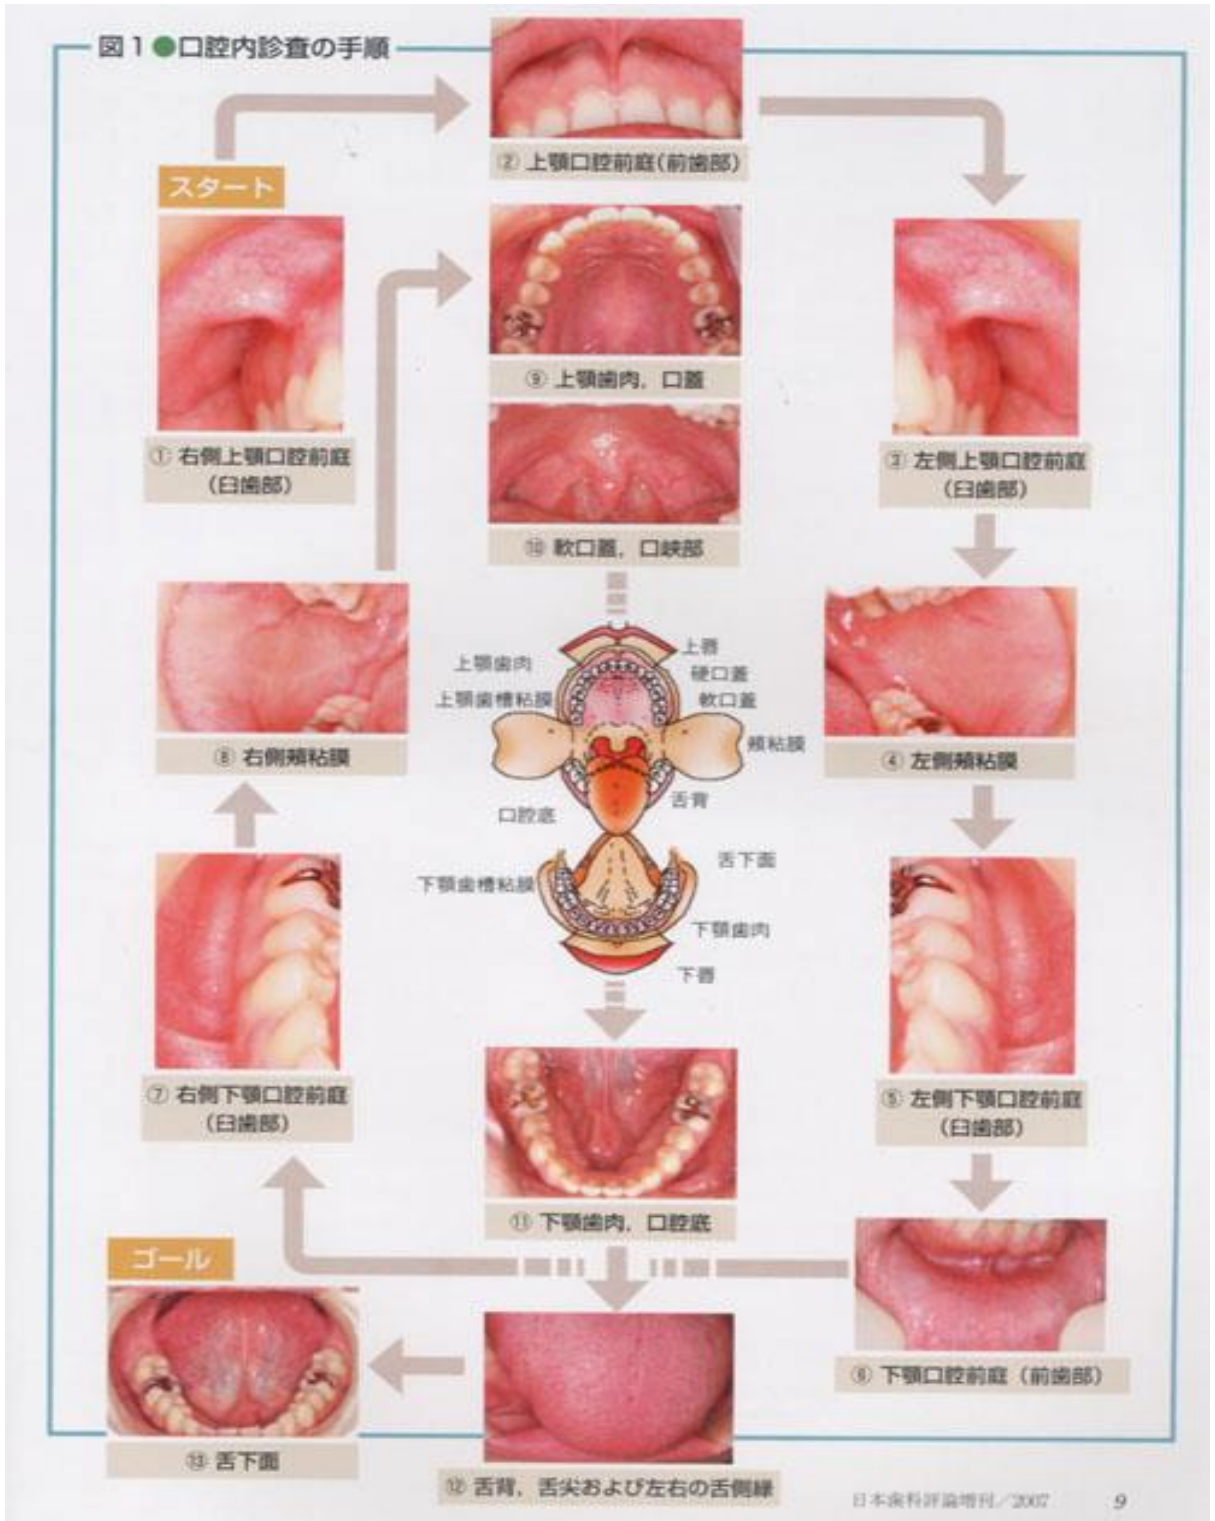 図1●口腔内診査の手順
② 上顎口腔前庭(前歯部)
スタート
① 右側上顎口腔前庭
(臼歯部)
⑨ 上顎歯肉，口蓋
③ 左側上顎口腔前庭
(臼歯部)
⑩ 軟口蓋，口峡部
⑧ 右側頬粘膜
④ 左側頬粘膜
上顎歯肉
上唇
硬口蓋
上顎歯槽粘膜
軟口蓋
頬粘膜
舌背
口腔底
舌下面
下顎歯槽粘膜
下顎歯肉
下唇
⑦ 右側下顎口腔前庭
(臼歯部)
⑤ 左側下顎口腔前庭
(臼歯部)
⑪ 下顎歯肉，口腔底
ゴール
⑥ 下顎口腔前庭（前歯部）
⑬ 舌下面
⑫ 舌背，舌尖および左右の舌側縁
日本歯科評論増刊／2007 9